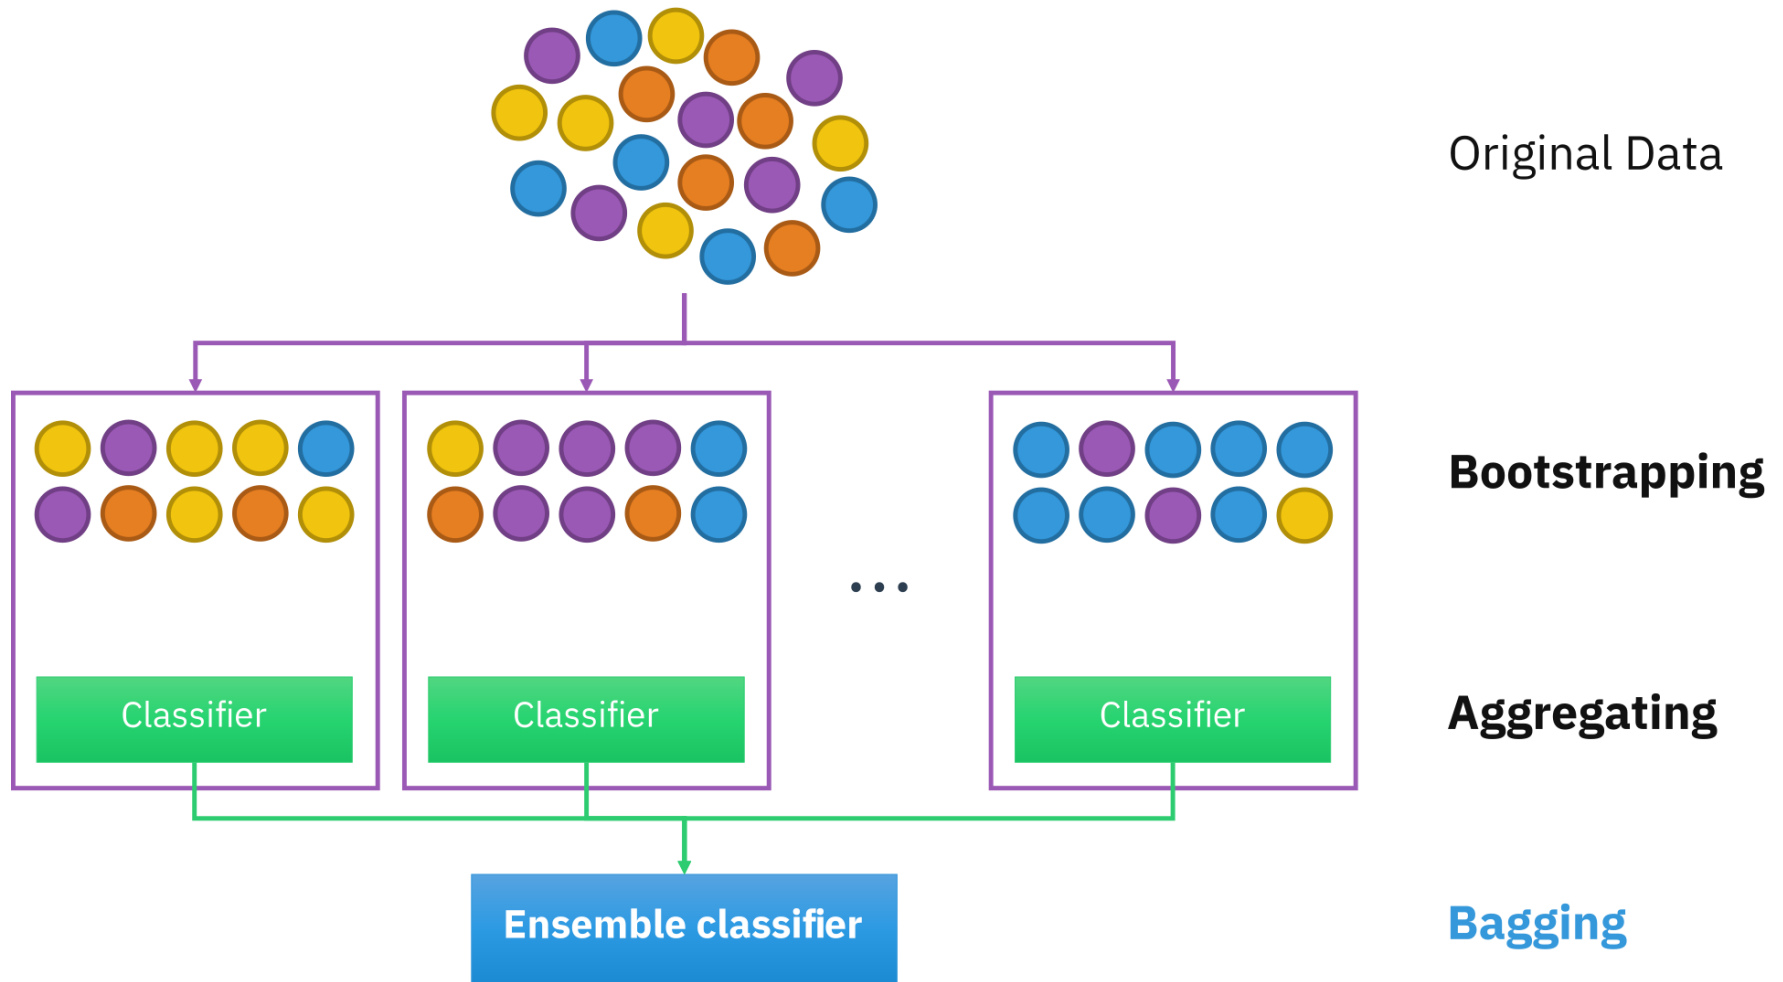 Original Data
Bootstrapping
...
Classifier
Classifier
Classifier
Aggregating
Ensemble classifier
Bagging